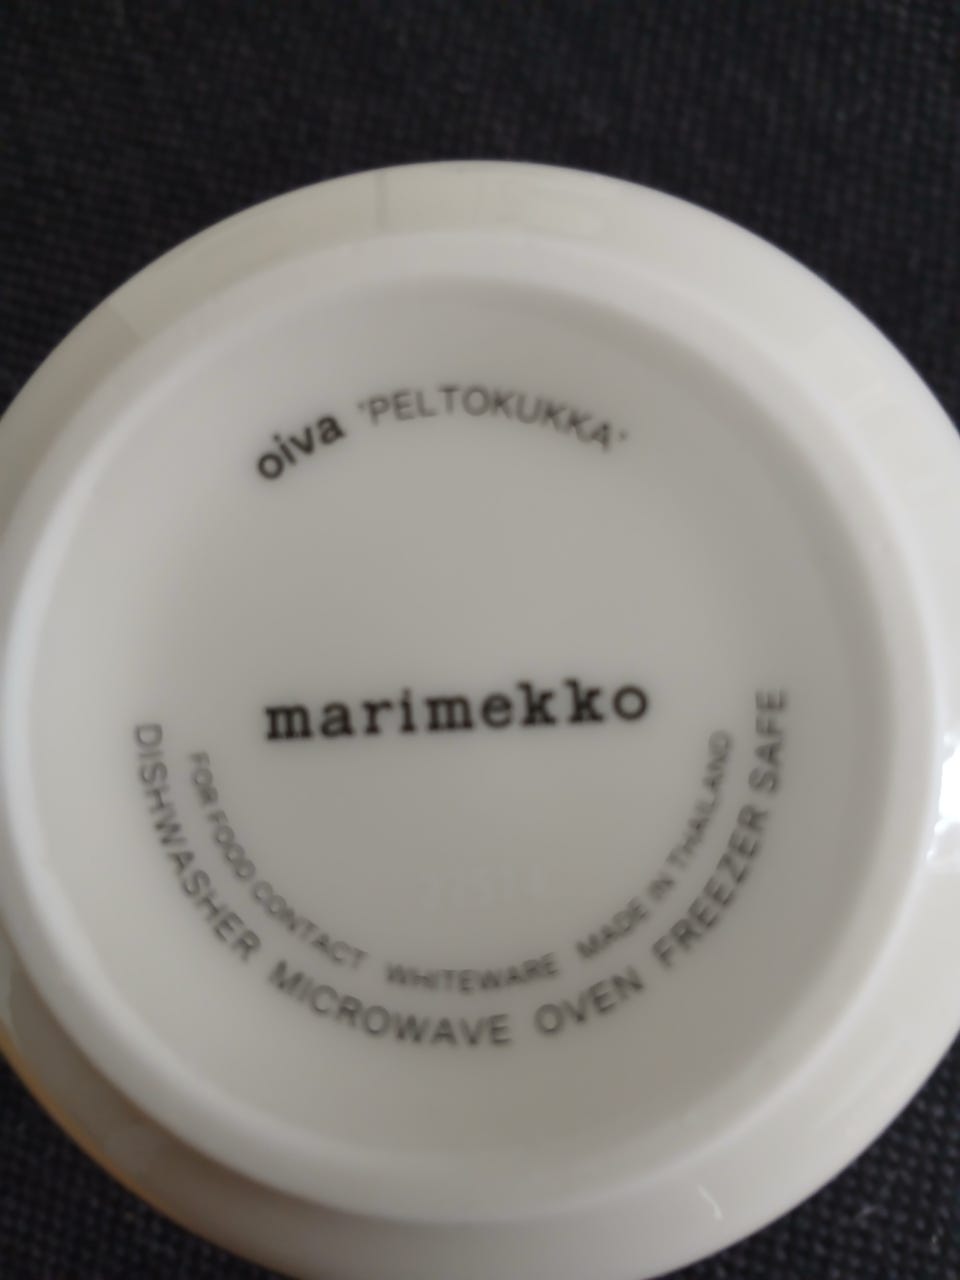 oiva 'PELTOKUKKA'
marimekko
FOR FOOD CONTACT WHITEWARE MADE IN THAILAND
DISHWASHER MICROWAVE OVEN FREEZER SAFE